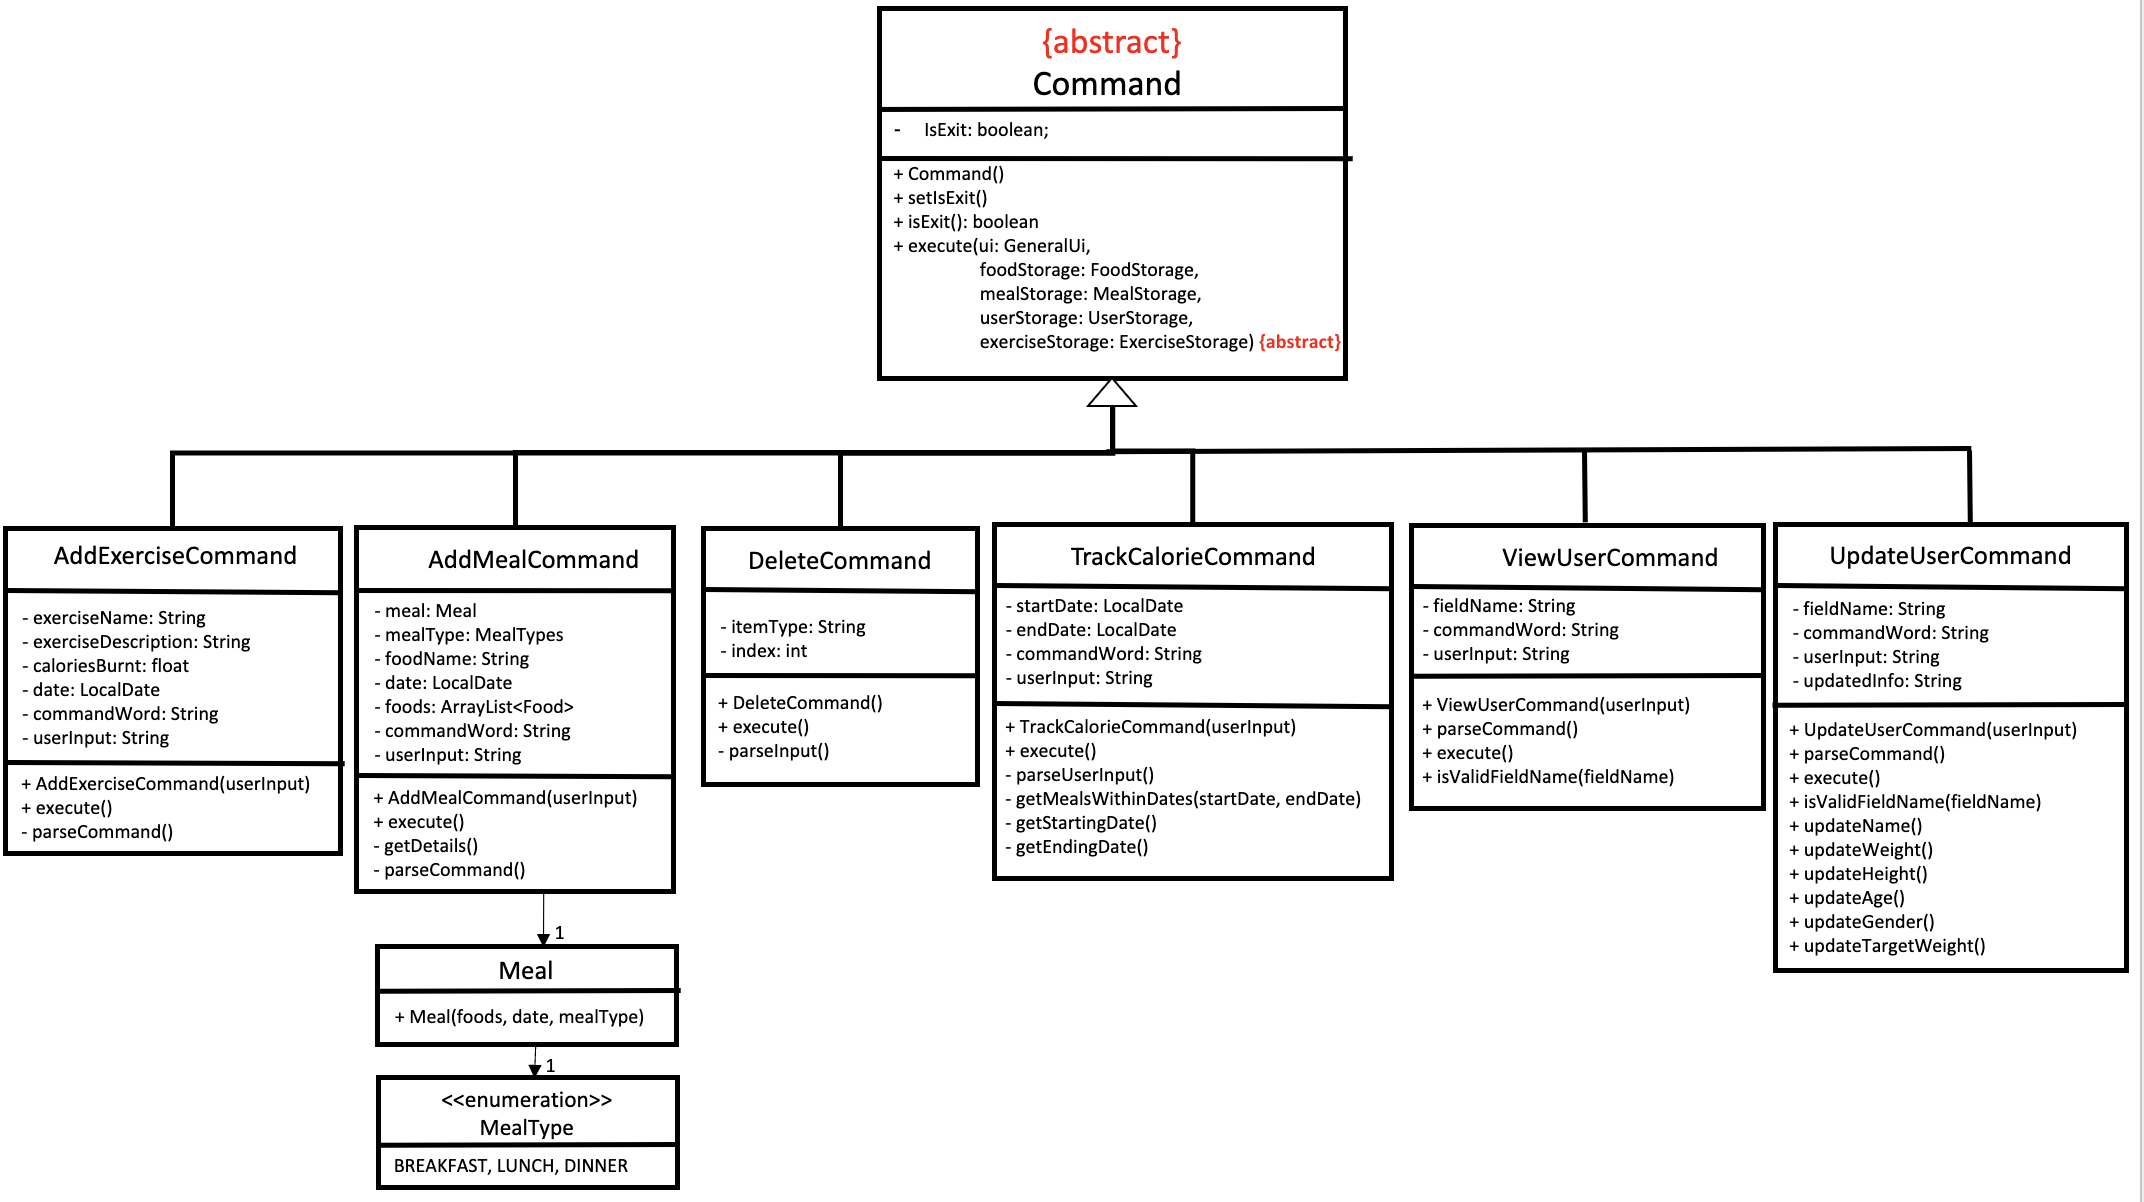 {abstract}
Command
- IsExit: boolean;
+ Command()
+ setIsExit()
+ isExit(): boolean
+ execute(ui: GeneralUi,
foodStorage: FoodStorage,
mealStorage: MealStorage,
userStorage: UserStorage,
exerciseStorage: ExerciseStorage) {abstract}
AddExerciseCommand
- exerciseName: String
- exerciseDescription: String
- caloriesBurnt: float
- date: LocalDate
- commandWord: String
- userInput: String
+ AddExerciseCommand(userInput)
+ execute()
- parseCommand()
AddMealCommand
- meal: Meal
- mealType: MealTypes
- foodName: String
- date: LocalDate
- foods: ArrayList<Food>
- commandWord: String
- userInput: String
+ AddMealCommand(userInput)
+ execute()
- getDetails()
- parseCommand()
1
Meal
+ Meal(foods, date, mealType)
1
<<enumeration>>
MealType
BREAKFAST, LUNCH, DINNER
DeleteCommand
- itemType: String
- index: int
+ DeleteCommand()
+ execute()
- parseInput()
TrackCalorieCommand
- startDate: LocalDate
- endDate: LocalDate
- commandWord: String
- userInput: String
+ TrackCalorieCommand(userInput)
+ execute()
- parseUserInput()
- getMealsWithinDates(startDate, endDate)
- getStartingDate()
- getEndingDate()
ViewUserCommand
- fieldName: String
- commandWord: String
- userInput: String
+ ViewUserCommand(userInput)
+ parseCommand()
+ execute()
+ isValidFieldName(fieldName)
UpdateUserCommand
- fieldName: String
- commandWord: String
- userInput: String
- updatedInfo: String
+ UpdateUserCommand(userInput)
+ parseCommand()
+ execute()
+ isValidFieldName(fieldName)
+ updateName()
+ updateWeight()
+ updateHeight()
+ updateAge()
+ updateGender()
+ updateTargetWeight()